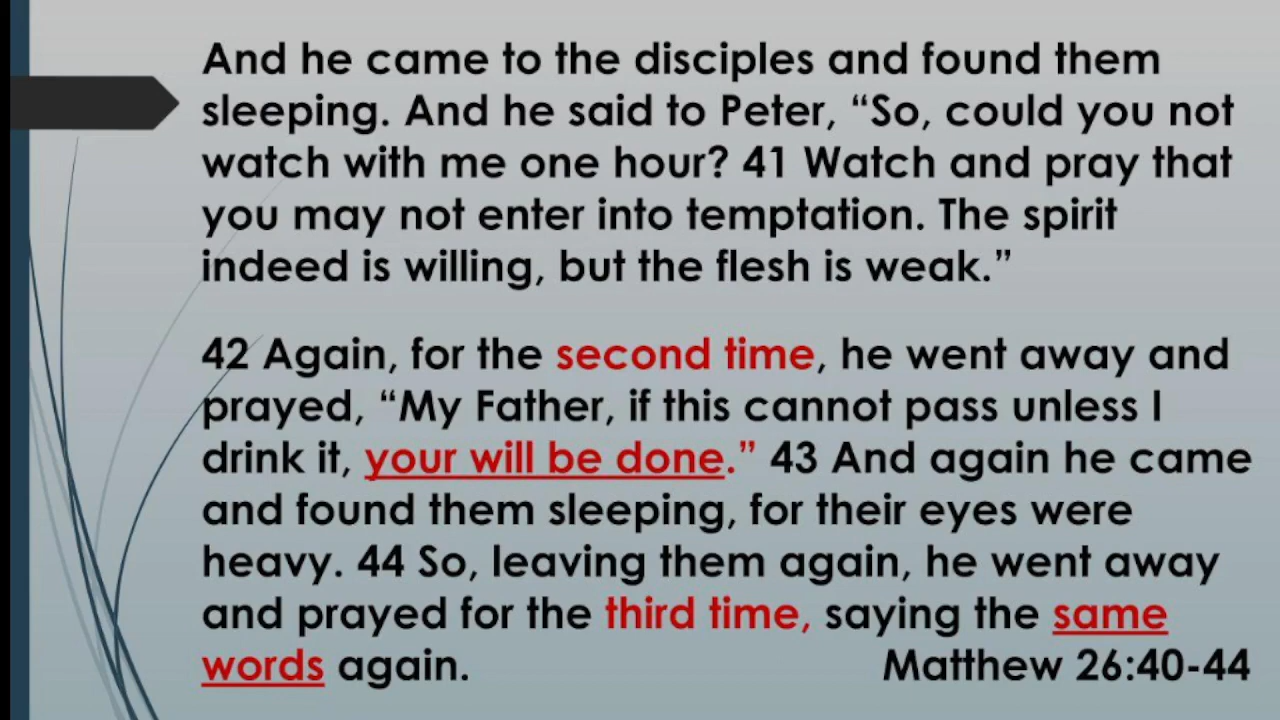 And he came to the disciples and found them
sleeping. And he said to Peter, “So, could you not
watch with me one hour? 41 Watch and pray that
you may not enter into temptation. The spirit
indeed is willing, but the flesh is weak.”
42 Again, for the second time, he went away and
prayed, “My Father, if this cannot pass unless I
drink it, your will be done.” 43 And again he came
and found them sleeping, for their eyes were
heavy. 44 So, leaving them again, he went away
and prayed for the third time, saying the same
words again. Matthew 26:40-44